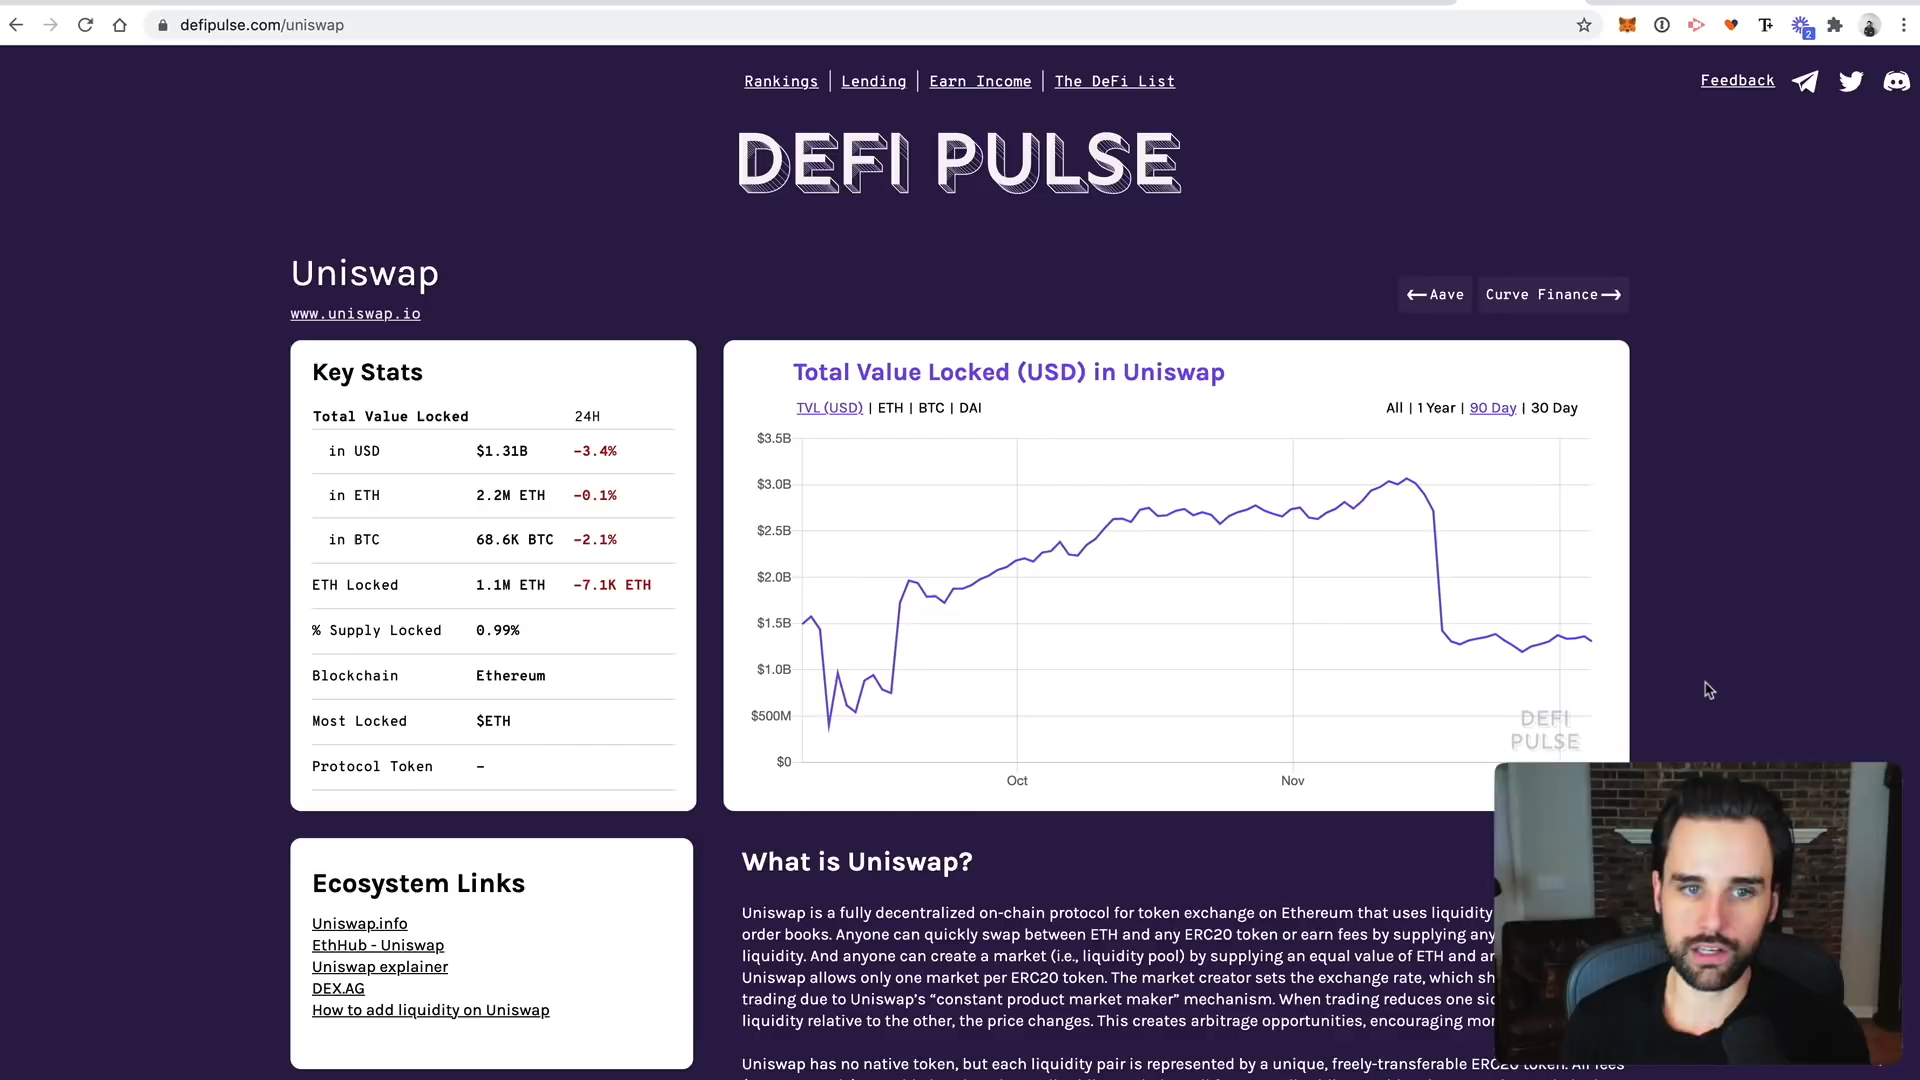 defipulse.com/uniswap
2
Rankings | Lending | Earn Income | The DeFi List
Feedback
DEFI PULSE
Uniswap
www.uniswap.io
←Aave
Curve Finance→
Key Stats
Total Value Locked 24H
in USD $1.31B -3.4%
in ETH 2.2M ETH -0.1%
in BTC 68.6K BTC -2.1%
ETH Locked 1.1M ETH -7.1K ETH
% Supply Locked 0.99%
Blockchain Ethereum
Most Locked $ETH
Protocol Token –
Total Value Locked (USD) in Uniswap
TVL (USD) | ETH | BTC | DAI
All | 1 Year | 90 Day | 30 Day
$3.5B
$3.0B
$2.5B
$2.0B
$1.5B
$1.0B
$500M
$0
Oct
Nov
DEFI
PULSE
Ecosystem Links
Uniswap.info
EthHub - Uniswap
Uniswap explainer
DEX.AG
How to add liquidity on Uniswap
What is Uniswap?
Uniswap is a fully decentralized on-chain protocol for token exchange on Ethereum that uses liquidity
order books. Anyone can quickly swap between ETH and any ERC20 token or earn fees by supplying any
liquidity. And anyone can create a market (i.e., liquidity pool) by supplying an equal value of ETH and
Uniswap allows only one market per ERC20 token. The market creator sets the exchange rate, which
trading due to Uniswap's “constant product market maker” mechanism. When trading reduces one
liquidity relative to the other, the price changes. This creates arbitrage opportunities, encouraging
Uniswap has no native token, but each liquidity pair is represented by a unique, freely-transferable ERC20 token. All fees